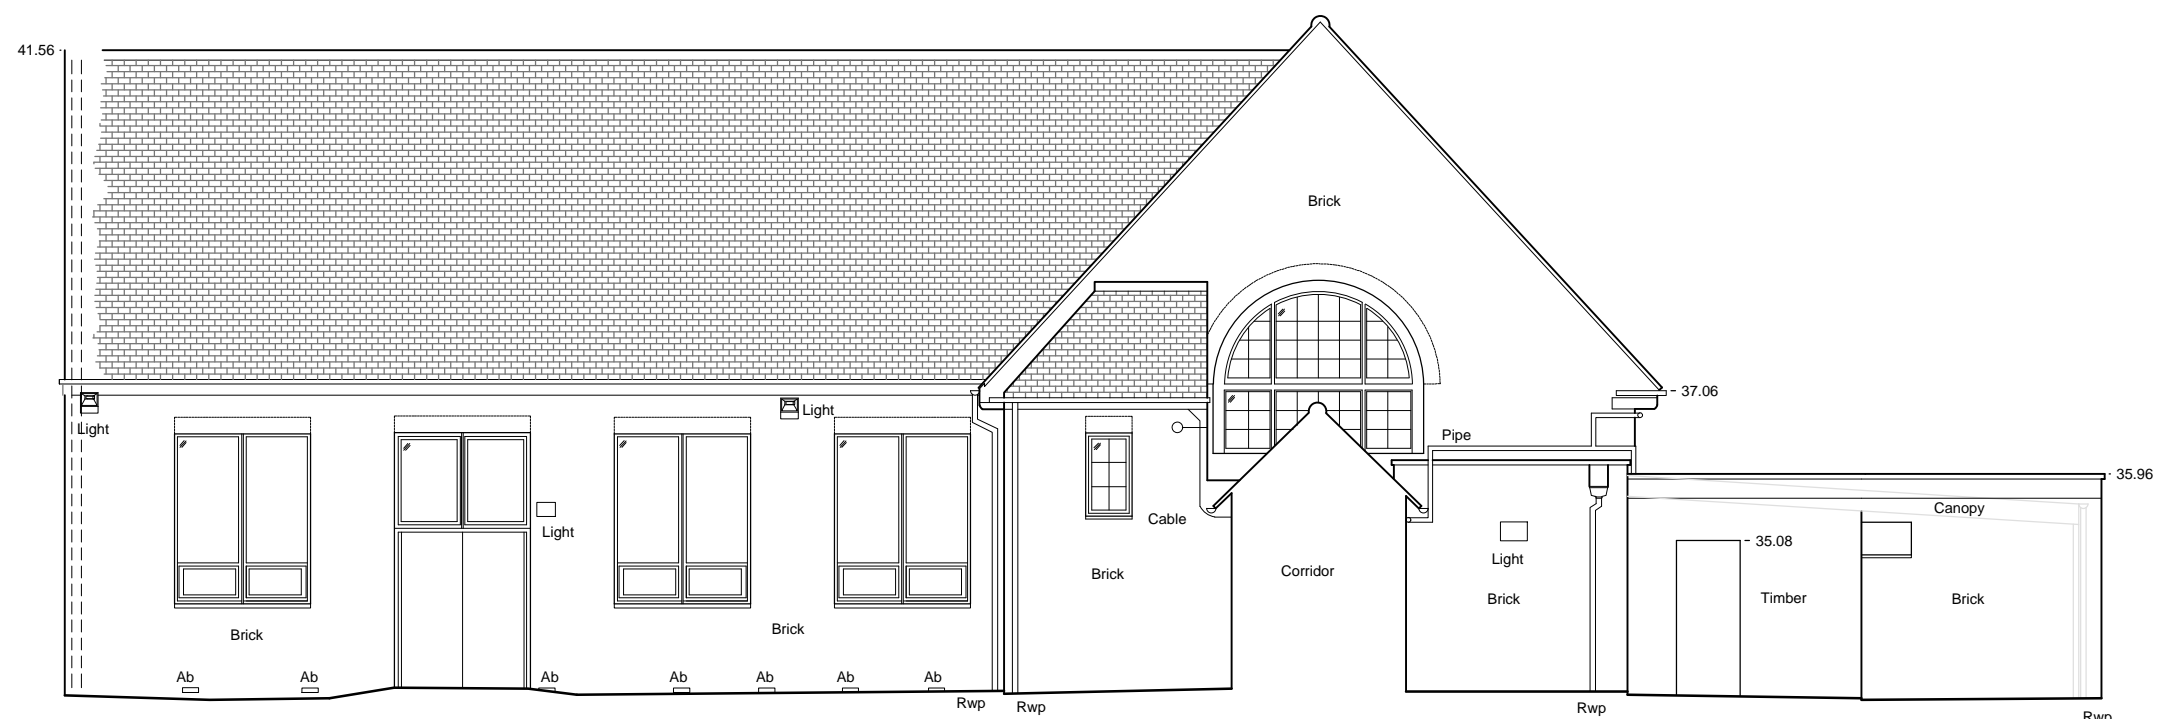 41.56
Brick
37.06
Light
Light
Pipe
35.96
Canopy
Cable
Light
35.08
Light
Corridor
Brick
Brick
Timber
Brick
Brick
Brick
Ab
Ab
Ab
Ab
Ab
Ab
Ab
Rwp
Rwp
Rwp
Rwp